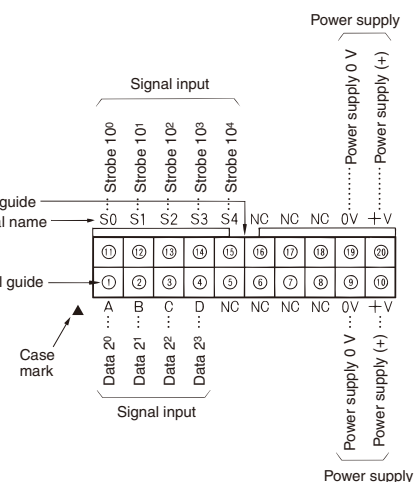 Power supply
Signal input
Strobe 10⁰
Strobe 10¹
Strobe 10²
Strobe 10³
Strobe 10⁴
Power supply 0 V
Power supply (+)
guide
name
S0 S1 S2 S3 S4 NC NC NC 0V +V
⑪ ⑫ ⑬ ⑭ ⑮ ⑯ ⑰ ⑱ ⑲ ⑳
guide
① ② ③ ④ ⑤ ⑥ ⑦ ⑧ ⑨ ⑩
A B C D NC NC NC NC 0V +V
Case
mark
Data 2⁰
Data 2¹
Data 2²
Data 2³
Power supply 0 V
Power supply (+)
Signal input
Power supply